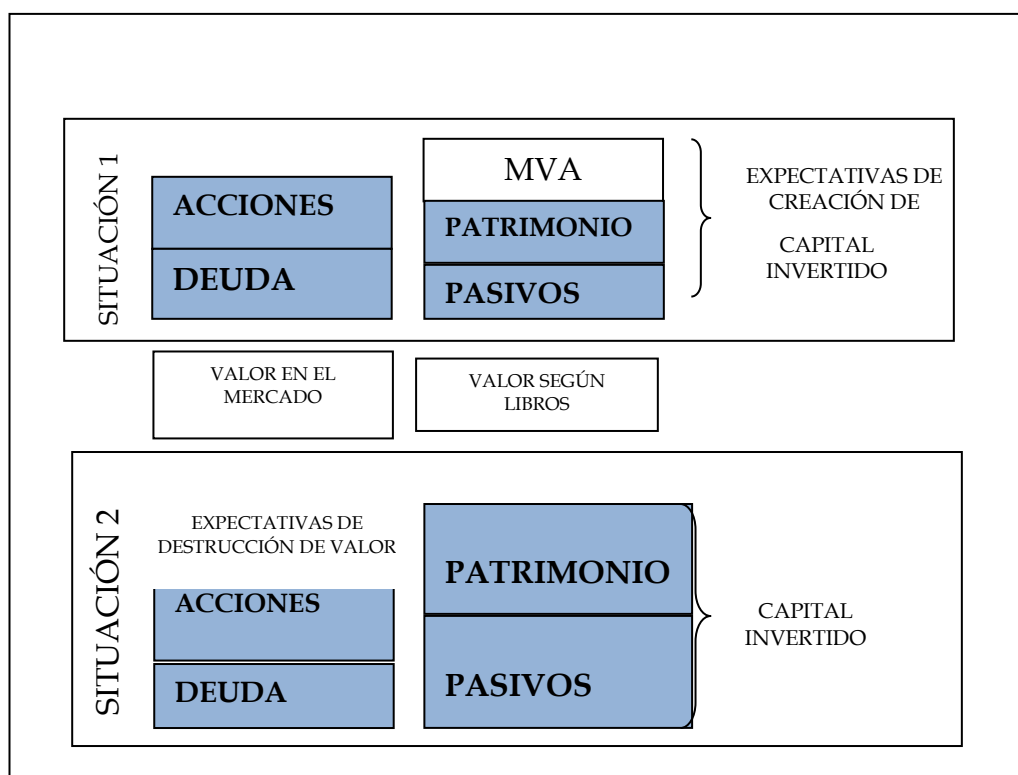 SITUACIÓN 1
ACCIONES
DEUDA
MVA
PATRIMONIO
PASIVOS
EXPECTATIVAS DE
CREACIÓN DE
CAPITAL
INVERTIDO
VALOR EN EL
MERCADO
VALOR SEGÚN
LIBROS
SITUACIÓN 2
EXPECTATIVAS DE
DESTRUCCIÓN DE VALOR
ACCIONES
DEUDA
PATRIMONIO
PASIVOS
CAPITAL
INVERTIDO